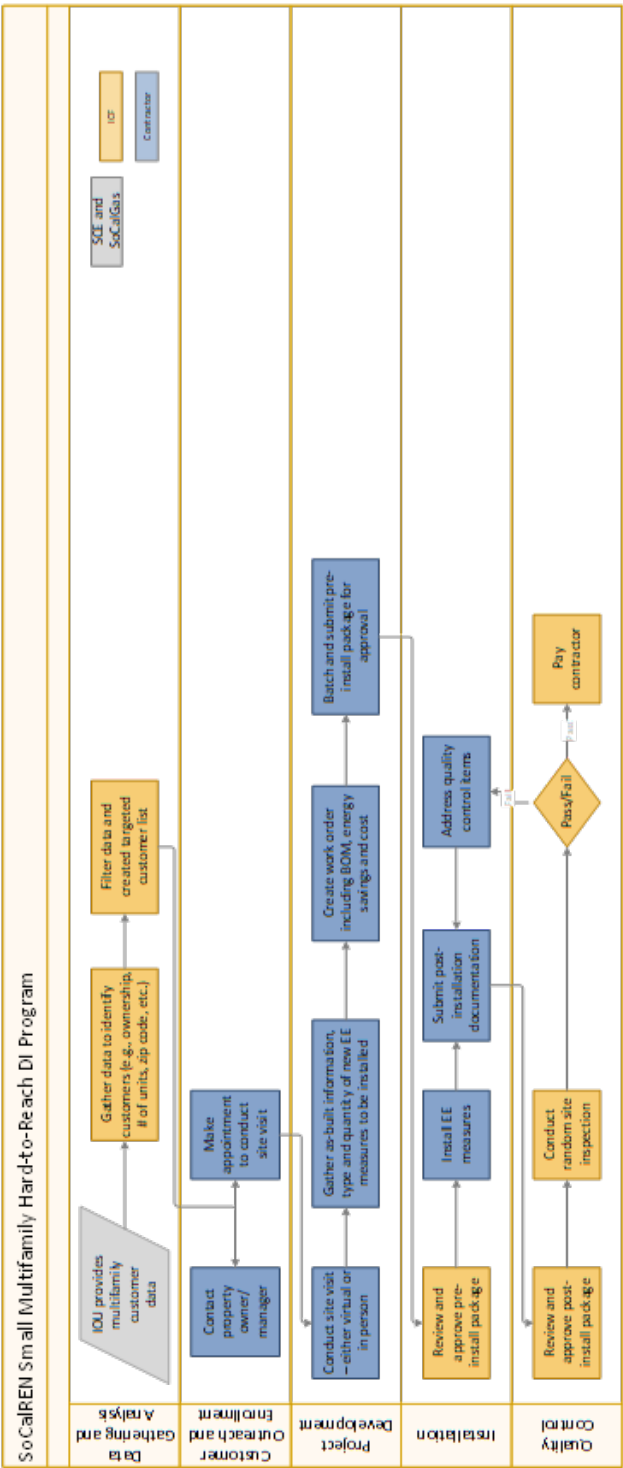 SoCalREN Small Multifamily Hard-to-Reach DI Program
Data
Gathering and
Analysis
IOU provides
multifamily
customer
data
Gather data to identify
customers (e.g., ownership,
# of units, zip code, etc.)
Filter data and
created targeted
customer list
SCE and
SoCalGas
ICF
Contractor
Customer
Outreach and
Enrollment
Contact
property
owner/
manager
Make
appointment
to conduct
site visit
Project
Development
Conduct site visit
– either virtual or
in person
Gather as-built information,
type and quantity of new EE
measures to be installed
Create work order
including BOM, energy
savings and cost
Batch and submit pre-
install package for
approval
Installation
Review and
approve pre-
install package
Install EE
measures
Submit post-
installation
documentation
Address quality
control items
Quality
Control
Review and
approve post-
install package
Conduct
random site
inspection
Pass/Fail
Fail
Pass
Pay
contractor